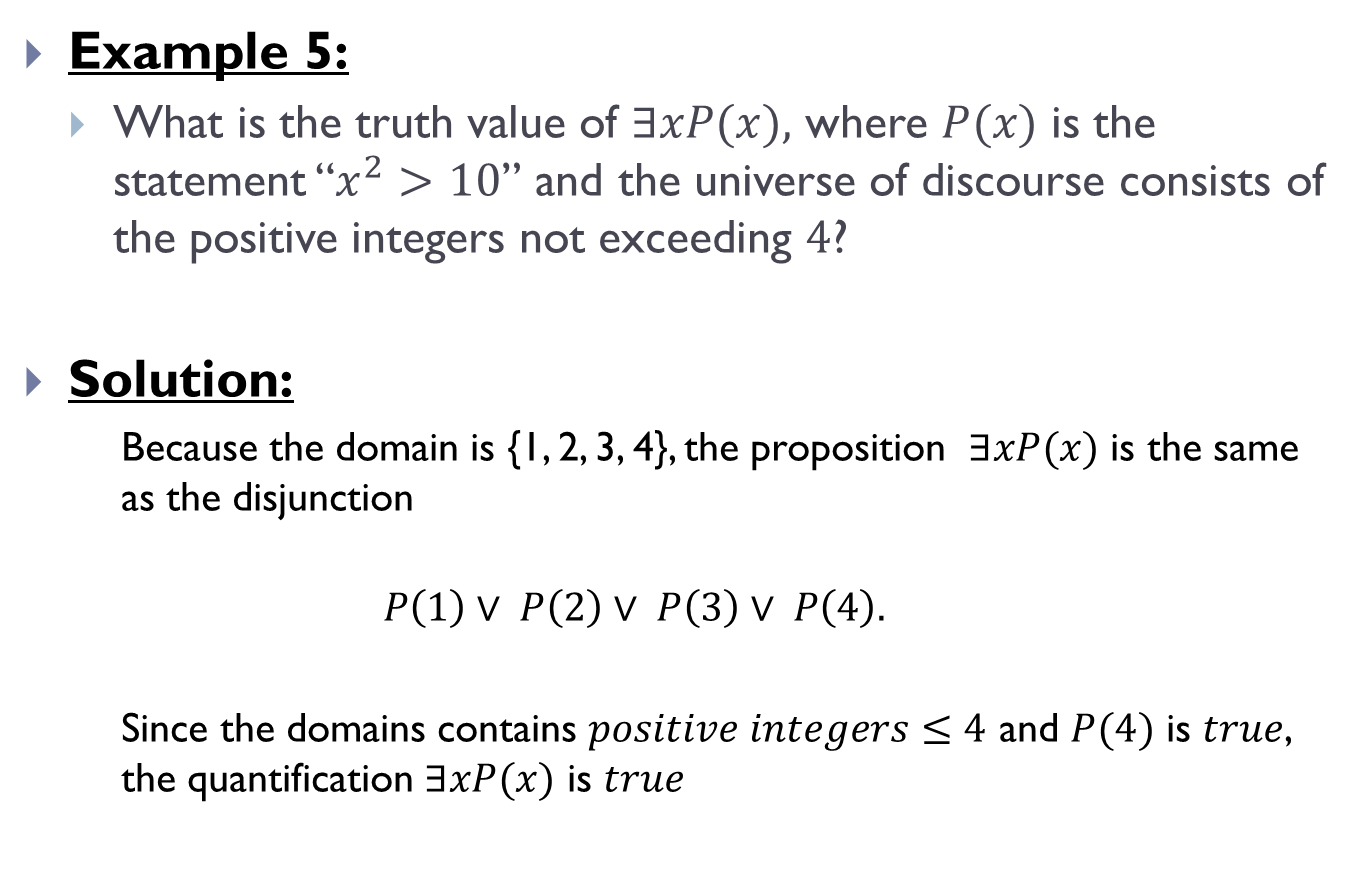 Example 5:
What is the truth value of ∃xP(x), where P(x) is the
statement “x² > 10” and the universe of discourse consists of
the positive integers not exceeding 4?
Solution:
Because the domain is {1, 2, 3, 4}, the proposition ∃xP(x) is the same
as the disjunction
P(1) ∨ P(2) ∨ P(3) ∨ P(4).
Since the domains contains positive integers ≤ 4 and P(4) is true,
the quantification ∃xP(x) is true